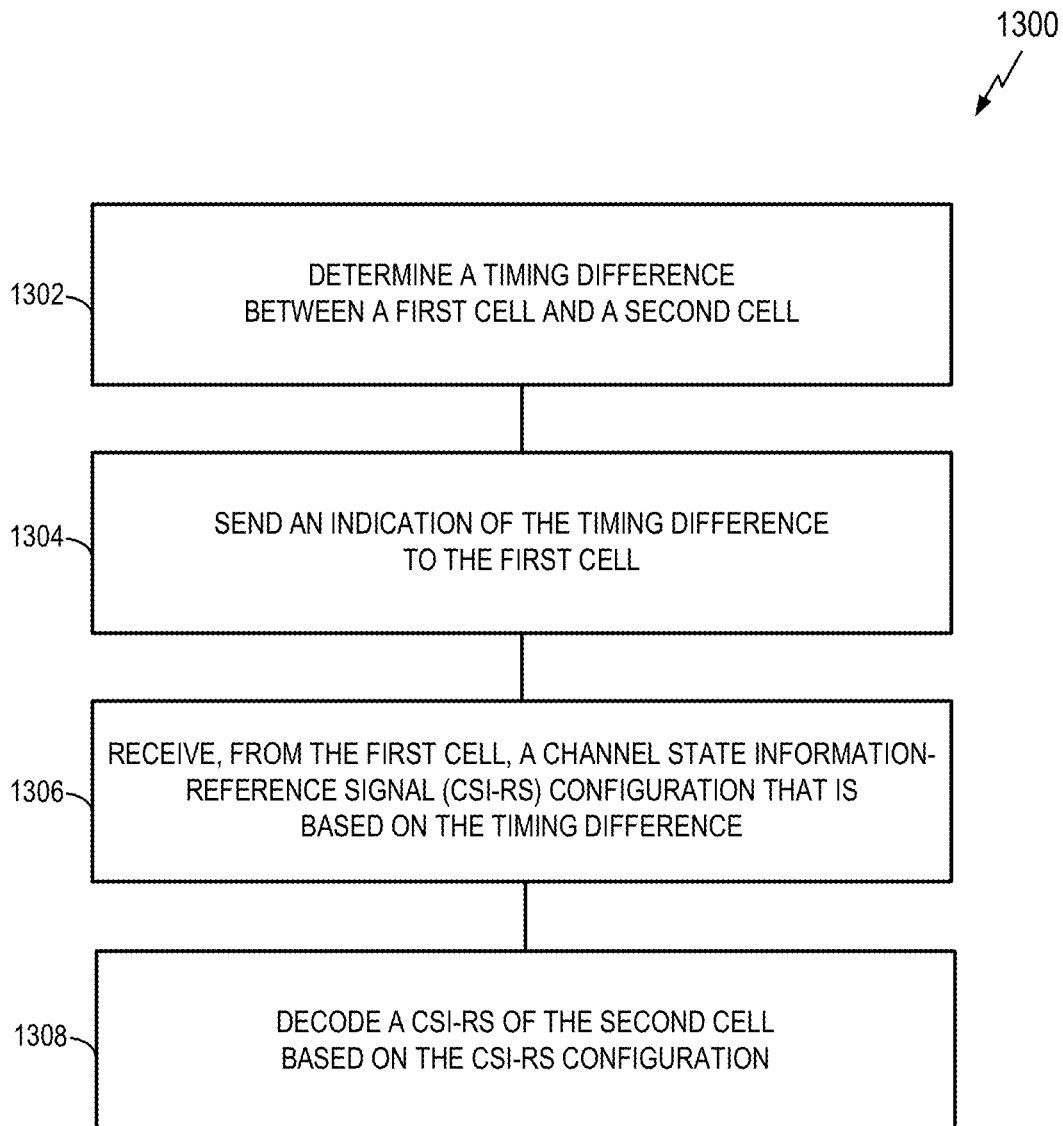 1300
1302
DETERMINE A TIMING DIFFERENCE
BETWEEN A FIRST CELL AND A SECOND CELL
1304
SEND AN INDICATION OF THE TIMING DIFFERENCE
TO THE FIRST CELL
1306
RECEIVE, FROM THE FIRST CELL, A CHANNEL STATE INFORMATION-
REFERENCE SIGNAL (CSI-RS) CONFIGURATION THAT IS
BASED ON THE TIMING DIFFERENCE
1308
DECODE A CSI-RS OF THE SECOND CELL
BASED ON THE CSI-RS CONFIGURATION